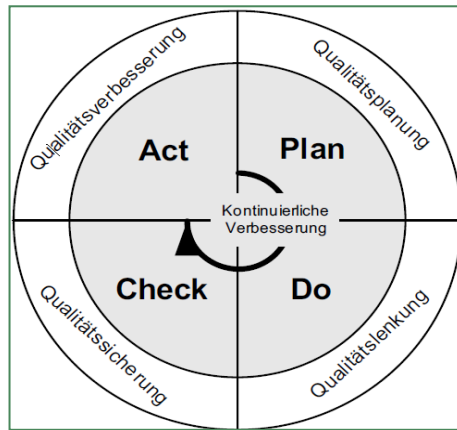 Qualitätsverbesserung
Qualitätsplanung
Act
Plan
Kontinuierliche
Verbesserung
Check
Do
Qualitätssicherung
Qualitätslenkung